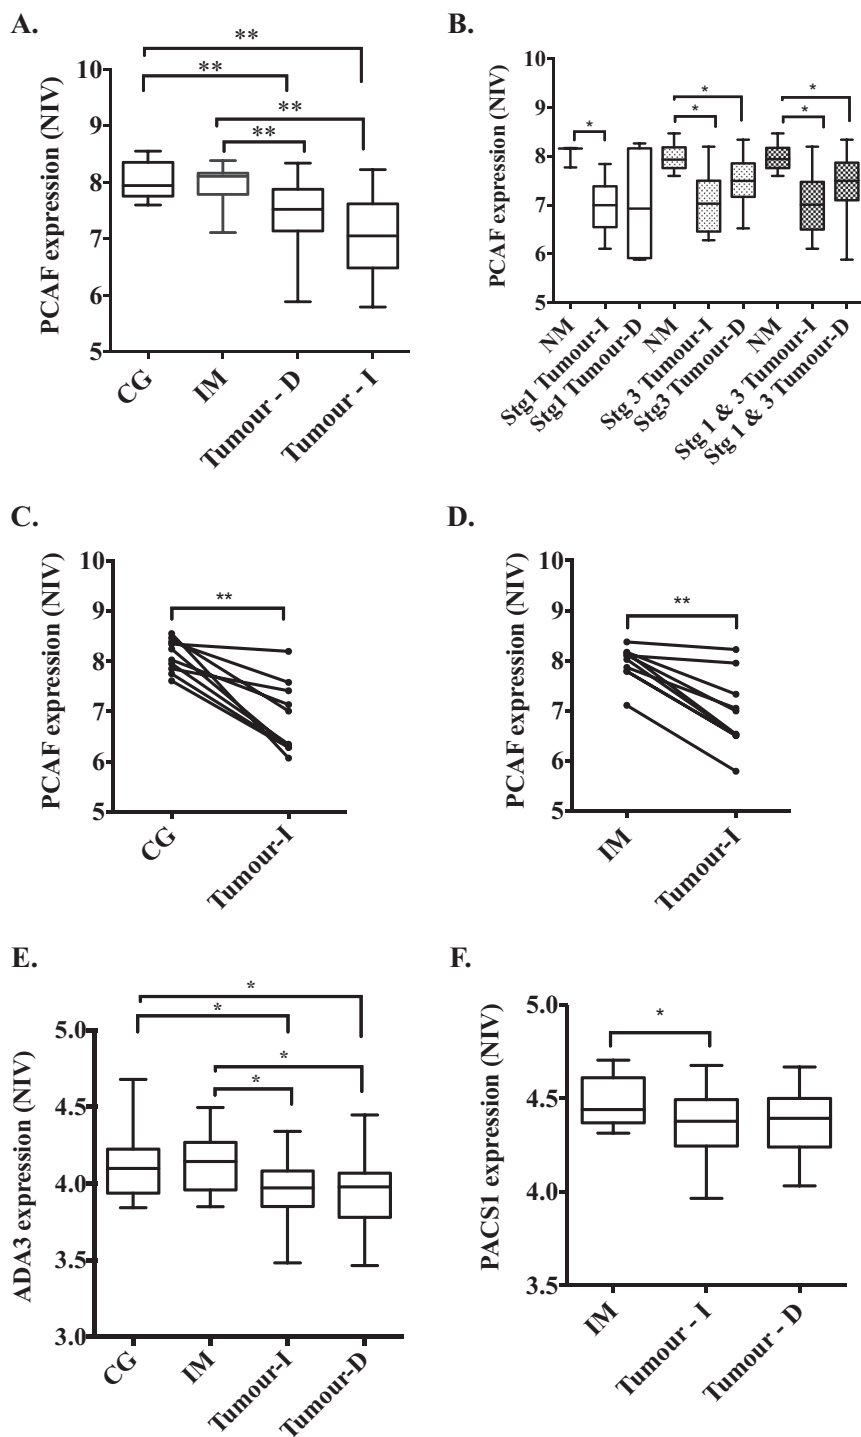 A.
**
**
**
**
PCAF expression (NIV)
10
9
8
7
6
5
CG
IM
Tumour - D
Tumour - I
B.
*
*
*
*
*
PCAF expression (NIV)
10
9
8
7
6
5
NM
Stg1 Tumour-I
Stg1 Tumour-D
NM
Stg 3 Tumour-I
Stg3 Tumour-D
NM
Stg 1 & 3 Tumour-I
Stg 1 & 3 Tumour-D
C.
**
PCAF expression (NIV)
10
9
8
7
6
5
CG
Tumour-I
D.
**
PCAF expression (NIV)
10
9
8
7
6
5
IM
Tumour-I
E.
*
*
*
*
ADA3 expression (NIV)
5.0
4.5
4.0
3.5
3.0
CG
IM
Tumour-I
Tumour-D
F.
*
PACS1 expression (NIV)
5.0
4.5
4.0
3.5
IM
Tumour - I
Tumour - D